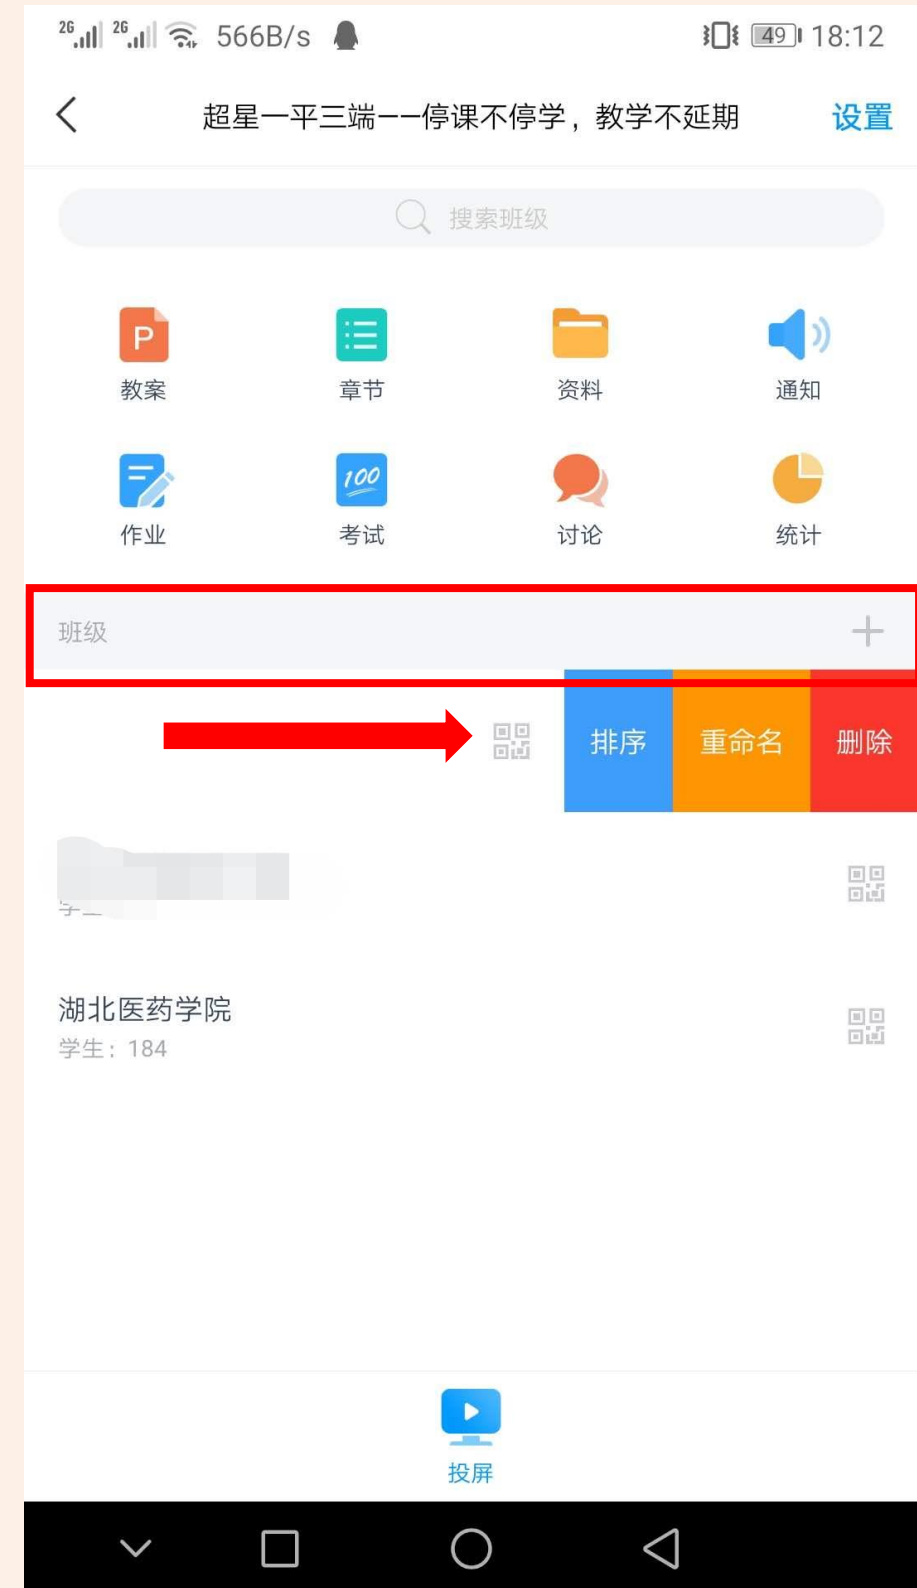 2G 2G 566B/s 49 18:12
超星一平三端——停课不停学，教学不延期 设置
搜索班级
P
教案 章节 资料 通知
100
作业 考试 讨论 统计
班级
排序 重命名 删除
湖北医药学院
学生：184
投屏